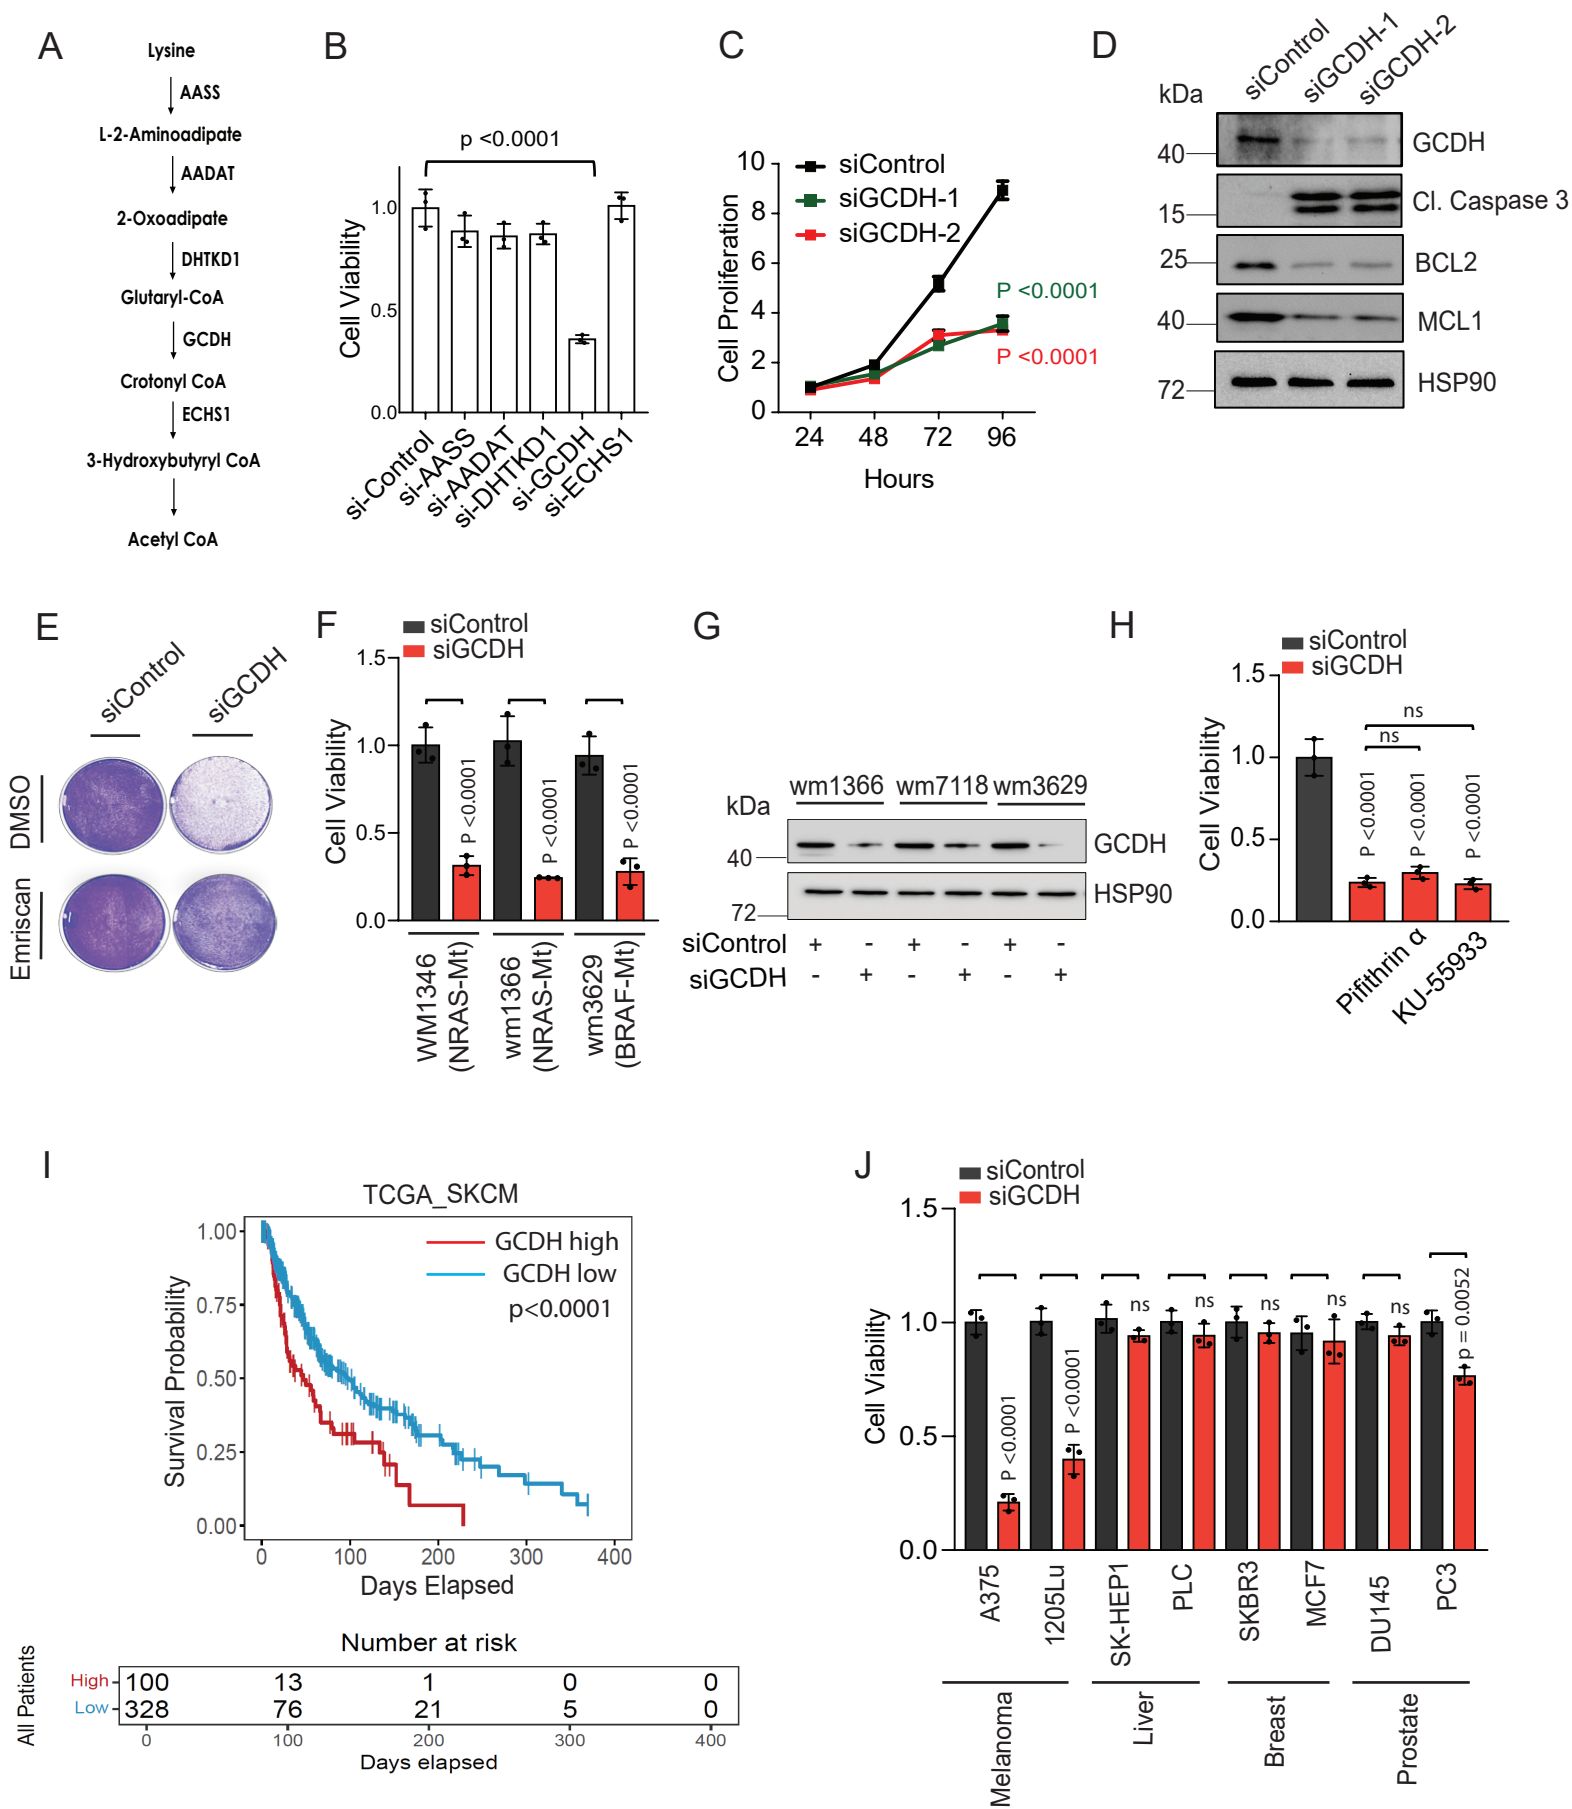 A
Lysine
AASS
L-2-Aminoadipate
AADAT
2-Oxoadipate
DHTKD1
Glutaryl-CoA
GCDH
Crotonyl CoA
ECHS1
3-Hydroxybutyryl CoA
Acetyl CoA
B
p <0.0001
Cell Viability
1.0
0.5
0.0
si-Control
si-AASS
si-AADAT
si-DHTKD1
si-GCDH
si-ECHS1
C
siControl
siGCDH-1
siGCDH-2
Cell Proliferation
10
8
6
4
2
0
P <0.0001
P <0.0001
24 48 72 96
Hours
D
siControl
siGCDH-1
siGCDH-2
kDa
40 GCDH
15 Cl. Caspase 3
25 BCL2
40 MCL1
72 HSP90
E
siControl
siGCDH
DMSO
Emriscan
F
siControl
siGCDH
Cell Viability
1.5
1.0
0.5
0.0
P <0.0001
P <0.0001
P <0.0001
WM1346
(NRAS-Mt)
wm1366
(NRAS-Mt)
wm3629
(BRAF-Mt)
G
wm1366 wm7118 wm3629
kDa
40 GCDH
72 HSP90
siControl + - + - + -
siGCDH - + - + - +
H
siControl
siGCDH
Cell Viability
1.5
1.0
0.5
0.0
ns
ns
P <0.0001
P <0.0001
P <0.0001
Pifithrin α
KU-55933
I
TCGA_SKCM
GCDH high
GCDH low
p<0.0001
Survival Probability
1.00
0.75
0.50
0.25
0.00
0 100 200 300 400
Days Elapsed
Number at risk
All Patients
High 100 13 1 0 0
Low 328 76 21 5 0
0 100 200 300 400
Days elapsed
J
siControl
siGCDH
Cell Viability
1.5
1.0
0.5
0.0
P <0.0001
P <0.0001
ns
ns
ns
ns
ns
p = 0.0052
A375
1205Lu
SK-HEP1
PLC
SKBR3
MCF7
DU145
PC3
Melanoma
Liver
Breast
Prostate